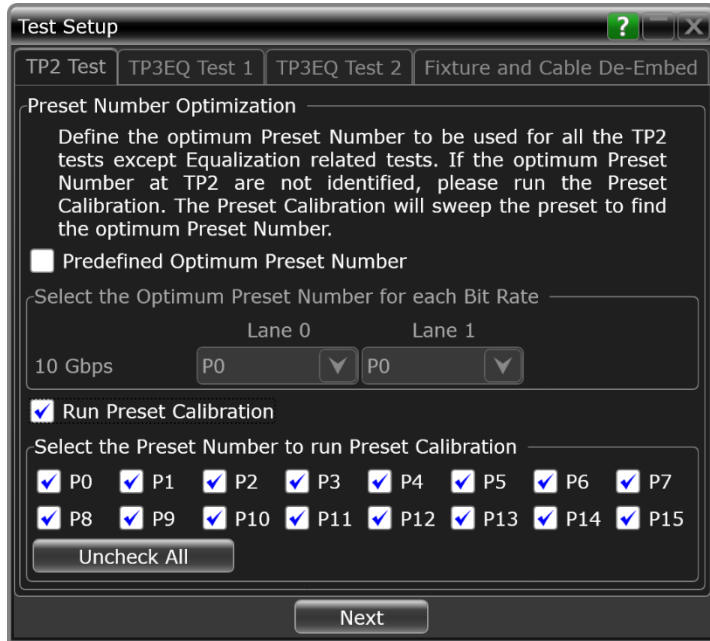 Test Setup
?
X
TP2 Test TP3EQ Test 1 TP3EQ Test 2 Fixture and Cable De-Embed
Preset Number Optimization
Define the optimum Preset Number to be used for all the TP2
tests except Equalization related tests. If the optimum Preset
Number at TP2 are not identified, please run the Preset
Calibration. The Preset Calibration will sweep the preset to find
the optimum Preset Number.
Predefined Optimum Preset Number
Select the Optimum Preset Number for each Bit Rate
Lane 0 Lane 1
10 Gbps P0 P0
Run Preset Calibration
Select the Preset Number to run Preset Calibration
P0 P1 P2 P3 P4 P5 P6 P7
P8 P9 P10 P11 P12 P13 P14 P15
Uncheck All
Next